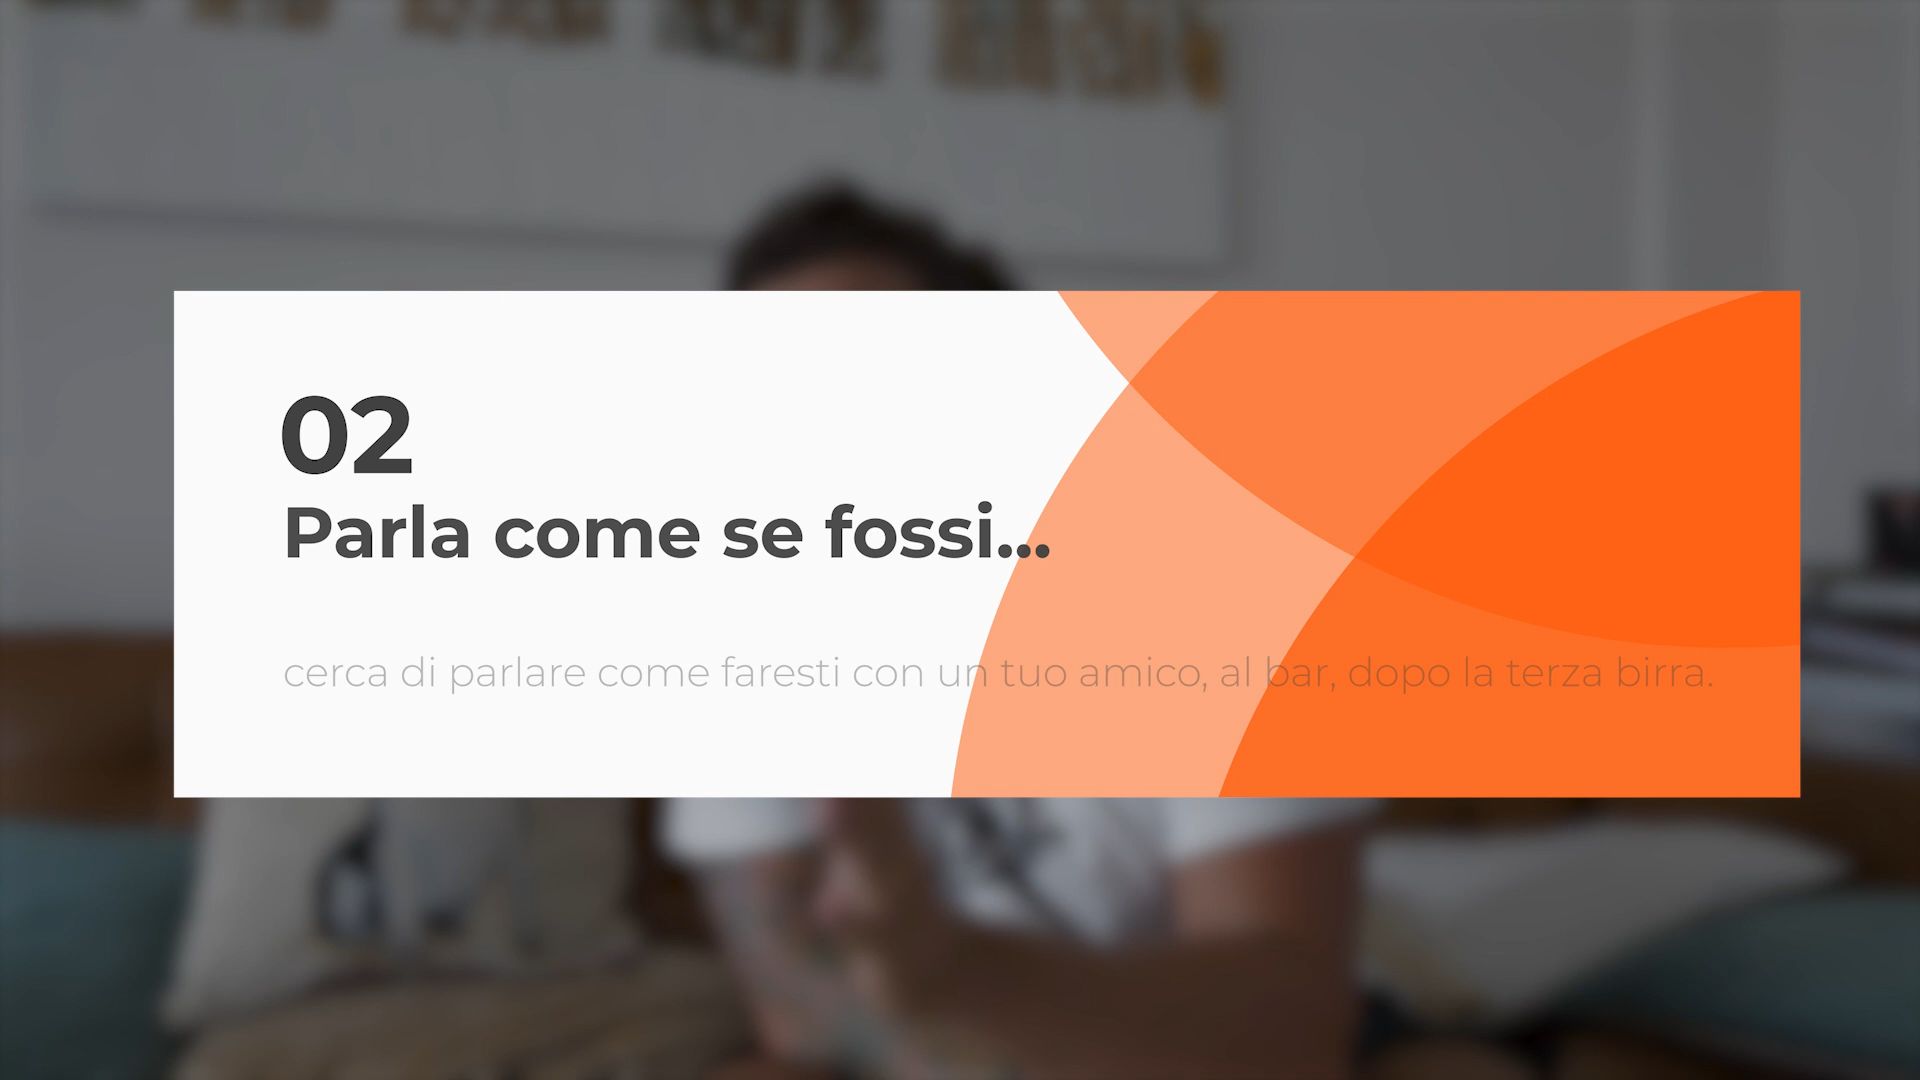 02
Parla come se fossi...
cerca di parlare come faresti con un tuo amico, al bar, dopo la terza birra.